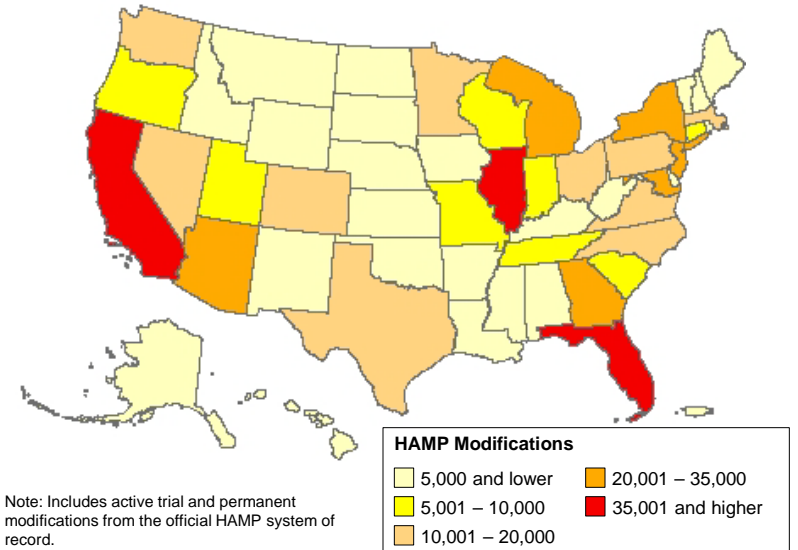 HAMP Modifications
5,000 and lower
20,001 – 35,000
5,001 – 10,000
35,001 and higher
10,001 – 20,000
Note: Includes active trial and permanent
modifications from the official HAMP system of
record.